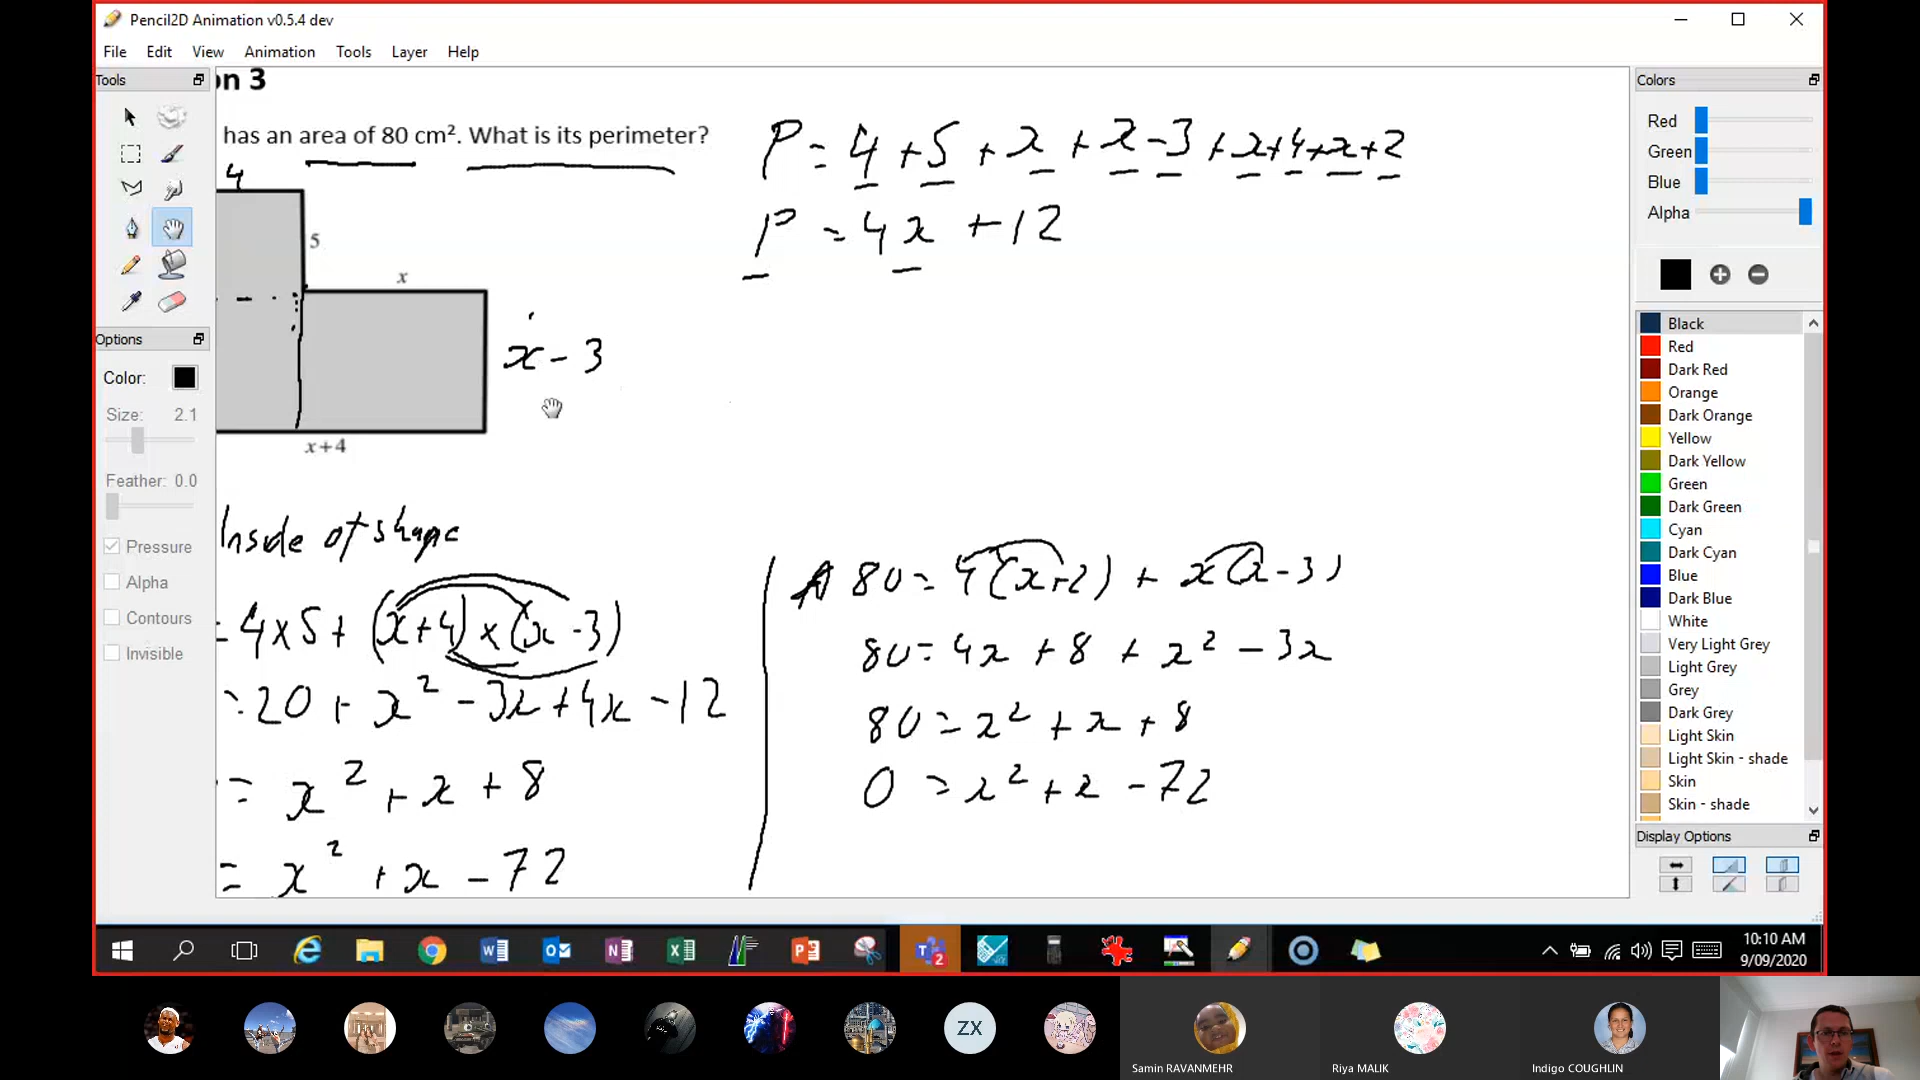 Pencil2D Animation v0.5.4 dev
File Edit View Animation Tools Layer Help
Tools
on 3
Colors
has an area of 80 cm². What is its perimeter?
4
5
x
x - 3
x+4
P = 4 + 5 + x + x - 3 + x + 4 + x + 2
P = 4x + 12
Inside of shape
= 4 x 5 + (x+4) x (x - 3)
= 20 + x² - 3x + 4x - 12
= x² + x + 8
= x² + x - 72
A 80 = 4(x+2) + x(x-3)
80 = 4x + 8 + x² - 3x
80 = x² + x + 8
0 = x² + x - 72
Options
Color:
Size: 2.1
Feather: 0.0
Pressure
Alpha
Contours
Invisible
Red
Green
Blue
Alpha
Black
Red
Dark Red
Orange
Dark Orange
Yellow
Dark Yellow
Green
Dark Green
Cyan
Dark Cyan
Blue
Dark Blue
White
Very Light Grey
Light Grey
Grey
Dark Grey
Light Skin
Light Skin - shade
Skin
Skin - shade
Display Options
2
10:10 AM
9/09/2020
ZX
Samin RAVANMEHR
Riya MALIK
Indigo COUGHLIN